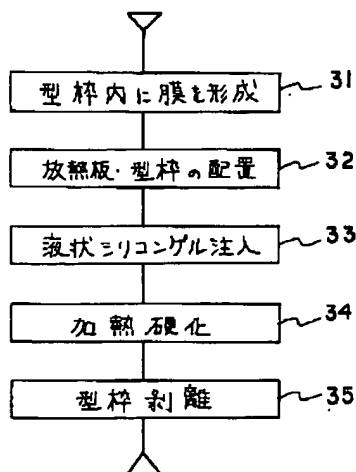 型枠内に膜を形成 31
放熱板・型枠の配置 32
液状シリコンゲル注入 33
加熱硬化 34
型枠剥離 35